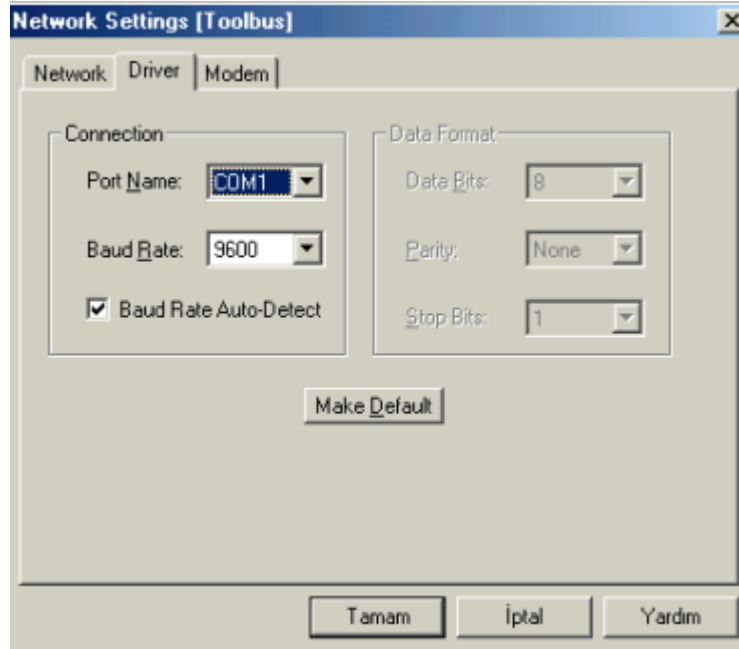 Network Settings [Toolbus]
Network Driver Modem
Connection
Port Name: COM1
Baud Rate: 9600
Baud Rate Auto-Detect
Data Format
Data Bits: 8
Parity: None
Stop Bits: 1
Make Default
Tamam İptal Yardım